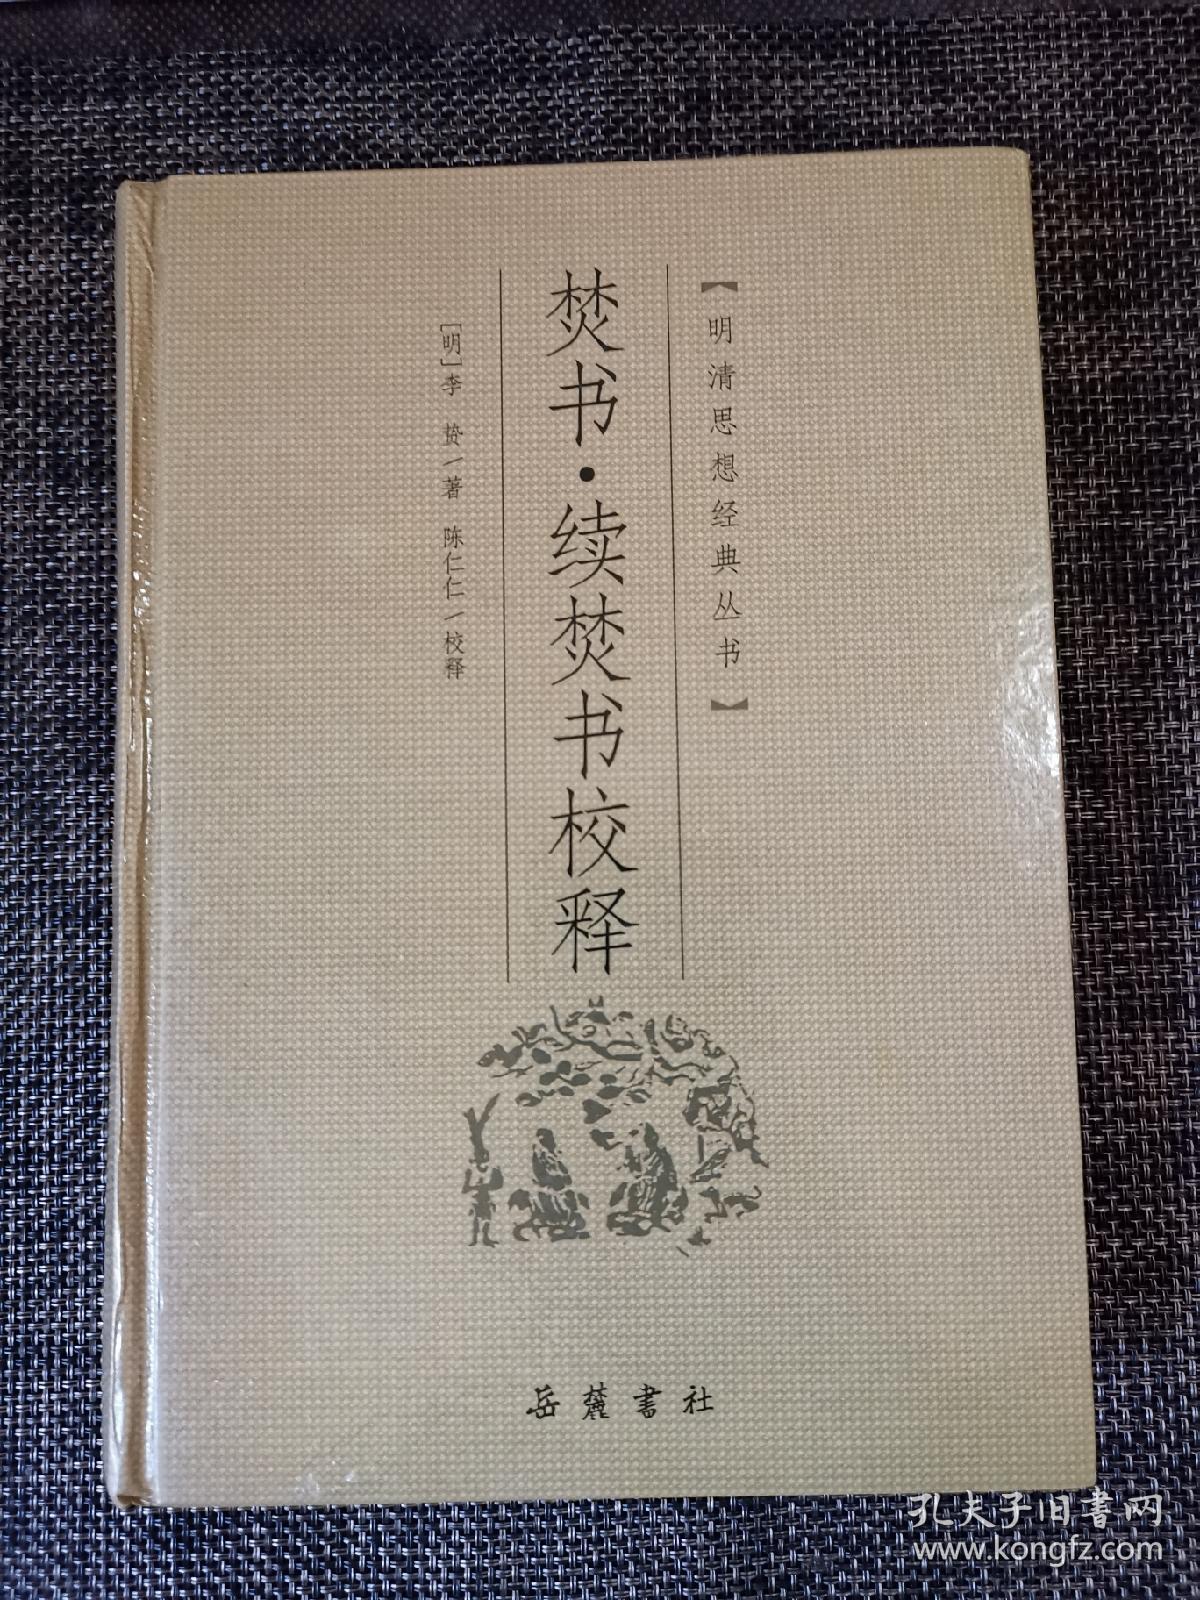 【明清思想经典丛书】
焚书·续焚书校释
[明]李 贽/著 陈仁仁/校释
岳麓書社
孔夫子旧書网
www.kongfz.com